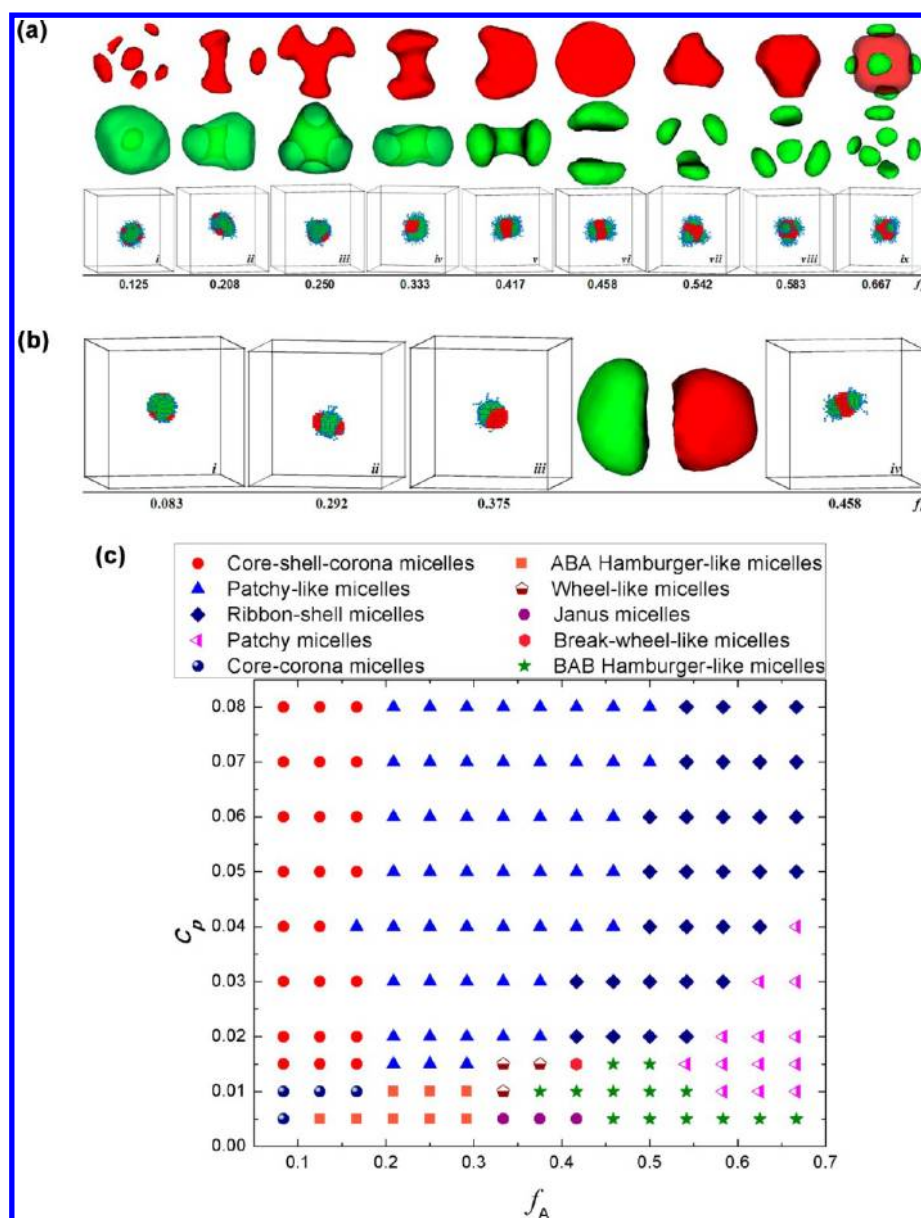 (a)
i ii iii iv v vi vii viii ix
0.125 0.208 0.250 0.333 0.417 0.458 0.542 0.583 0.667 f
(b)
i ii iii iv
0.083 0.292 0.375 0.458 f
(c)
Core-shell-corona micelles ABA Hamburger-like micelles
Patchy-like micelles Wheel-like micelles
Ribbon-shell micelles Janus micelles
Patchy micelles Break-wheel-like micelles
Core-corona micelles BAB Hamburger-like micelles
0.08
0.07
0.06
0.05
0.04
0.03
0.02
0.01
0.00
c_p
0.1 0.2 0.3 0.4 0.5 0.6 0.7
f_A